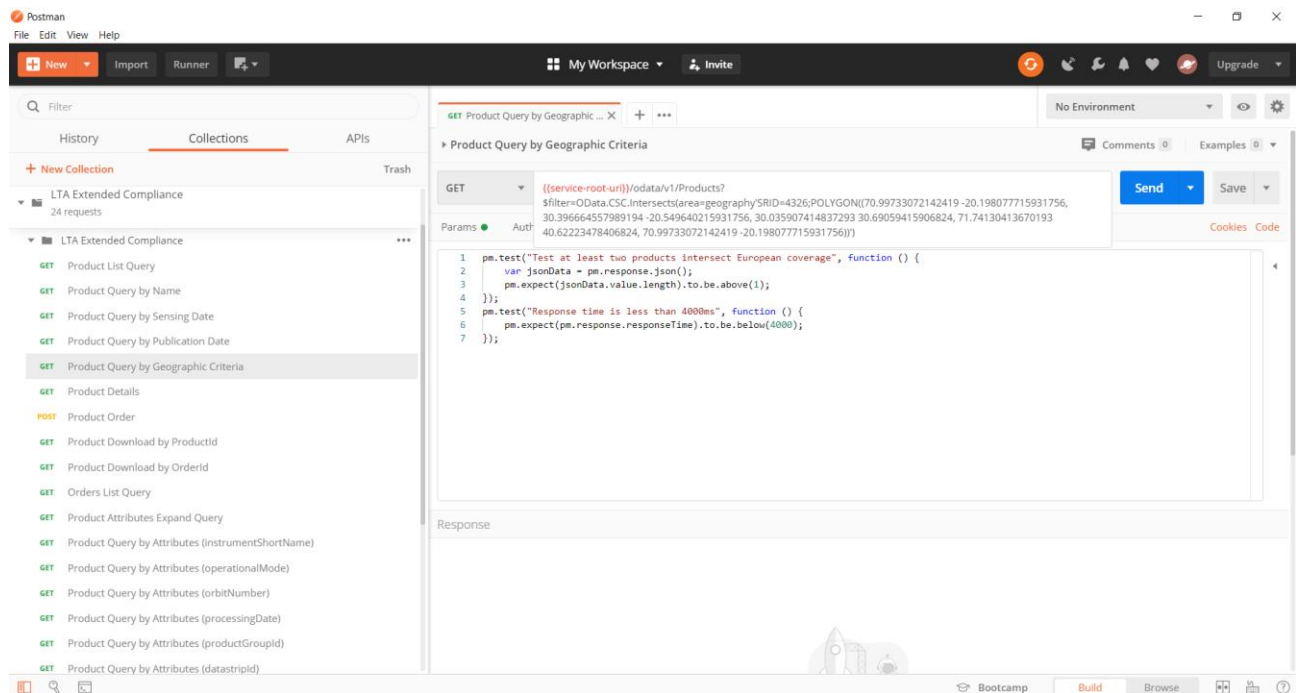 Postman
File Edit View Help
New Import Runner My Workspace Invite Upgrade
Filter
History Collections APIs
+ New Collection Trash
LTA Extended Compliance
24 requests
LTA Extended Compliance
GET Product List Query
GET Product Query by Name
GET Product Query by Sensing Date
GET Product Query by Publication Date
GET Product Query by Geographic Criteria
GET Product Details
POST Product Order
GET Product Download by ProductId
GET Product Download by OrderId
GET Orders List Query
GET Product Attributes Expand Query
GET Product Query by Attributes (instrumentShortName)
GET Product Query by Attributes (operationalMode)
GET Product Query by Attributes (orbitNumber)
GET Product Query by Attributes (processingDate)
GET Product Query by Attributes (productGroupId)
GET Product Query by Attributes (datastripId)
GET Product Query by Geographic ... X + •••
No Environment
Product Query by Geographic Criteria
Comments 0 Examples 0
GET
{{service-root-uri}}/odata/v1/Products?
$filter=OData.CSC.Intersects(area=geography'SRID=4326;POLYGON((70.99733072142419 -20.198077715931756,
30.396664557989194 -20.549640215931756, 30.035907414837293 30.69059415906824, 71.74130413670193
40.62223478406824, 70.99733072142419 -20.198077715931756))')
Send Save
Params Auth
Cookies Code
1 pm.test("Test at least two products intersect European coverage", function () {
2 var jsonData = pm.response.json();
3 pm.expect(jsonData.value.length).to.be.above(1);
4 });
5 pm.test("Response time is less than 4000ms", function () {
6 pm.expect(pm.response.responseTime).to.be.below(4000);
7 });
Response
Bootcamp Build Browse